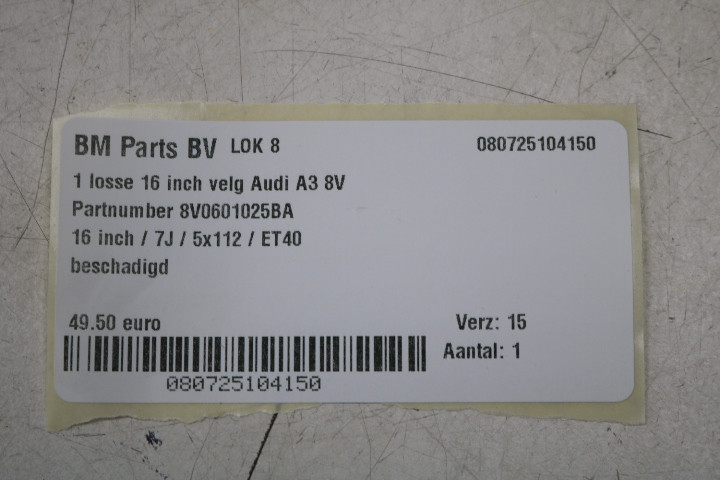 BM Parts BV LOK 8 080725104150
1 losse 16 inch velg Audi A3 8V
Partnumber 8V0601025BA
16 inch / 7J / 5x112 / ET40
beschadigd
49.50 euro Verz: 15
Aantal: 1
080725104150